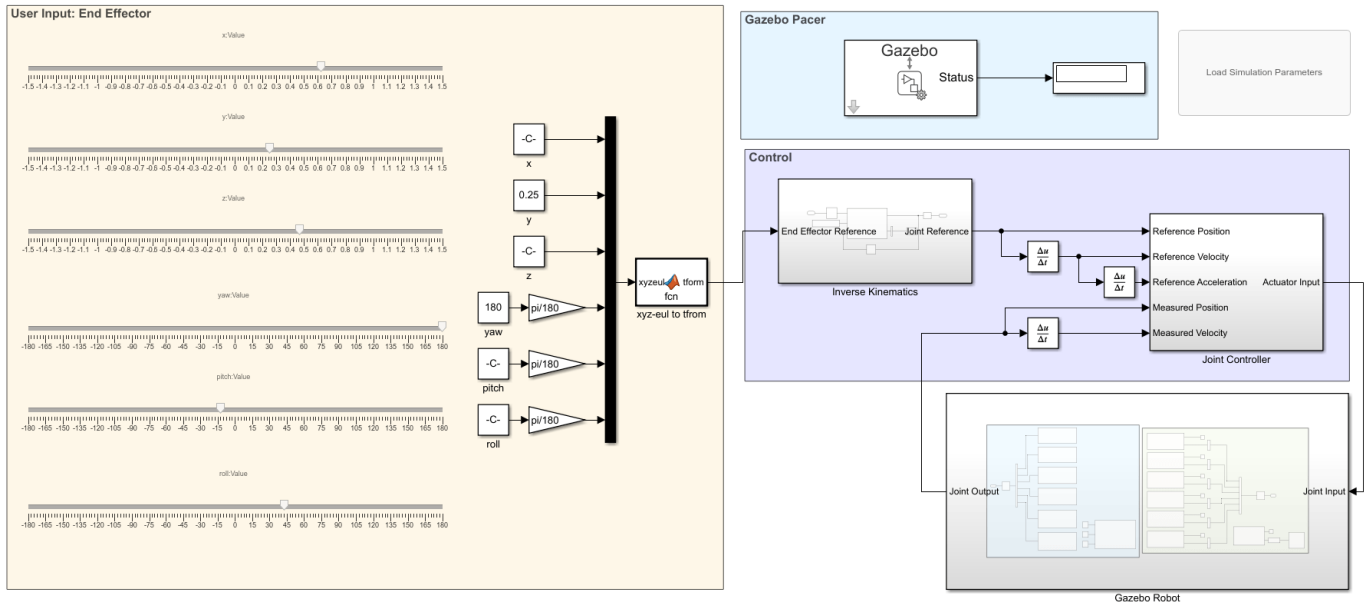 User Input: End Effector
x:Value
-1.5 -1.4 -1.3 -1.2 -1.1 -1 -0.9 -0.8 -0.7 -0.6 -0.5 -0.4 -0.3 -0.2 -0.1 0 0.1 0.2 0.3 0.4 0.5 0.6 0.7 0.8 0.9 1 1.1 1.2 1.3 1.4 1.5
y:Value
-1.5 -1.4 -1.3 -1.2 -1.1 -1 -0.9 -0.8 -0.7 -0.6 -0.5 -0.4 -0.3 -0.2 -0.1 0 0.1 0.2 0.3 0.4 0.5 0.6 0.7 0.8 0.9 1 1.1 1.2 1.3 1.4 1.5
z:Value
-1.5 -1.4 -1.3 -1.2 -1.1 -1 -0.9 -0.8 -0.7 -0.6 -0.5 -0.4 -0.3 -0.2 -0.1 0 0.1 0.2 0.3 0.4 0.5 0.6 0.7 0.8 0.9 1 1.1 1.2 1.3 1.4 1.5
yaw:Value
-180 -165 -150 -135 -120 -105 -90 -75 -60 -45 -30 -15 0 15 30 45 60 75 90 105 120 135 150 165 180
pitch:Value
-180 -165 -150 -135 -120 -105 -90 -75 -60 -45 -30 -15 0 15 30 45 60 75 90 105 120 135 150 165 180
roll:Value
-180 -165 -150 -135 -120 -105 -90 -75 -60 -45 -30 -15 0 15 30 45 60 75 90 105 120 135 150 165 180
-C-
x
0.25
y
-C-
z
180
pi/180
yaw
-C-
pi/180
pitch
-C-
pi/180
roll
xyzeul
tform
fcn
xyz-eul to tfrom
Gazebo Pacer
Gazebo
Status
Load Simulation Parameters
Control
End Effector Reference
Joint Reference
Inverse Kinematics
Δu
Δt
Δu
Δt
Δu
Δt
Reference Position
Reference Velocity
Reference Acceleration
Actuator Input
Measured Position
Measured Velocity
Joint Controller
Joint Output
Joint Input
Gazebo Robot